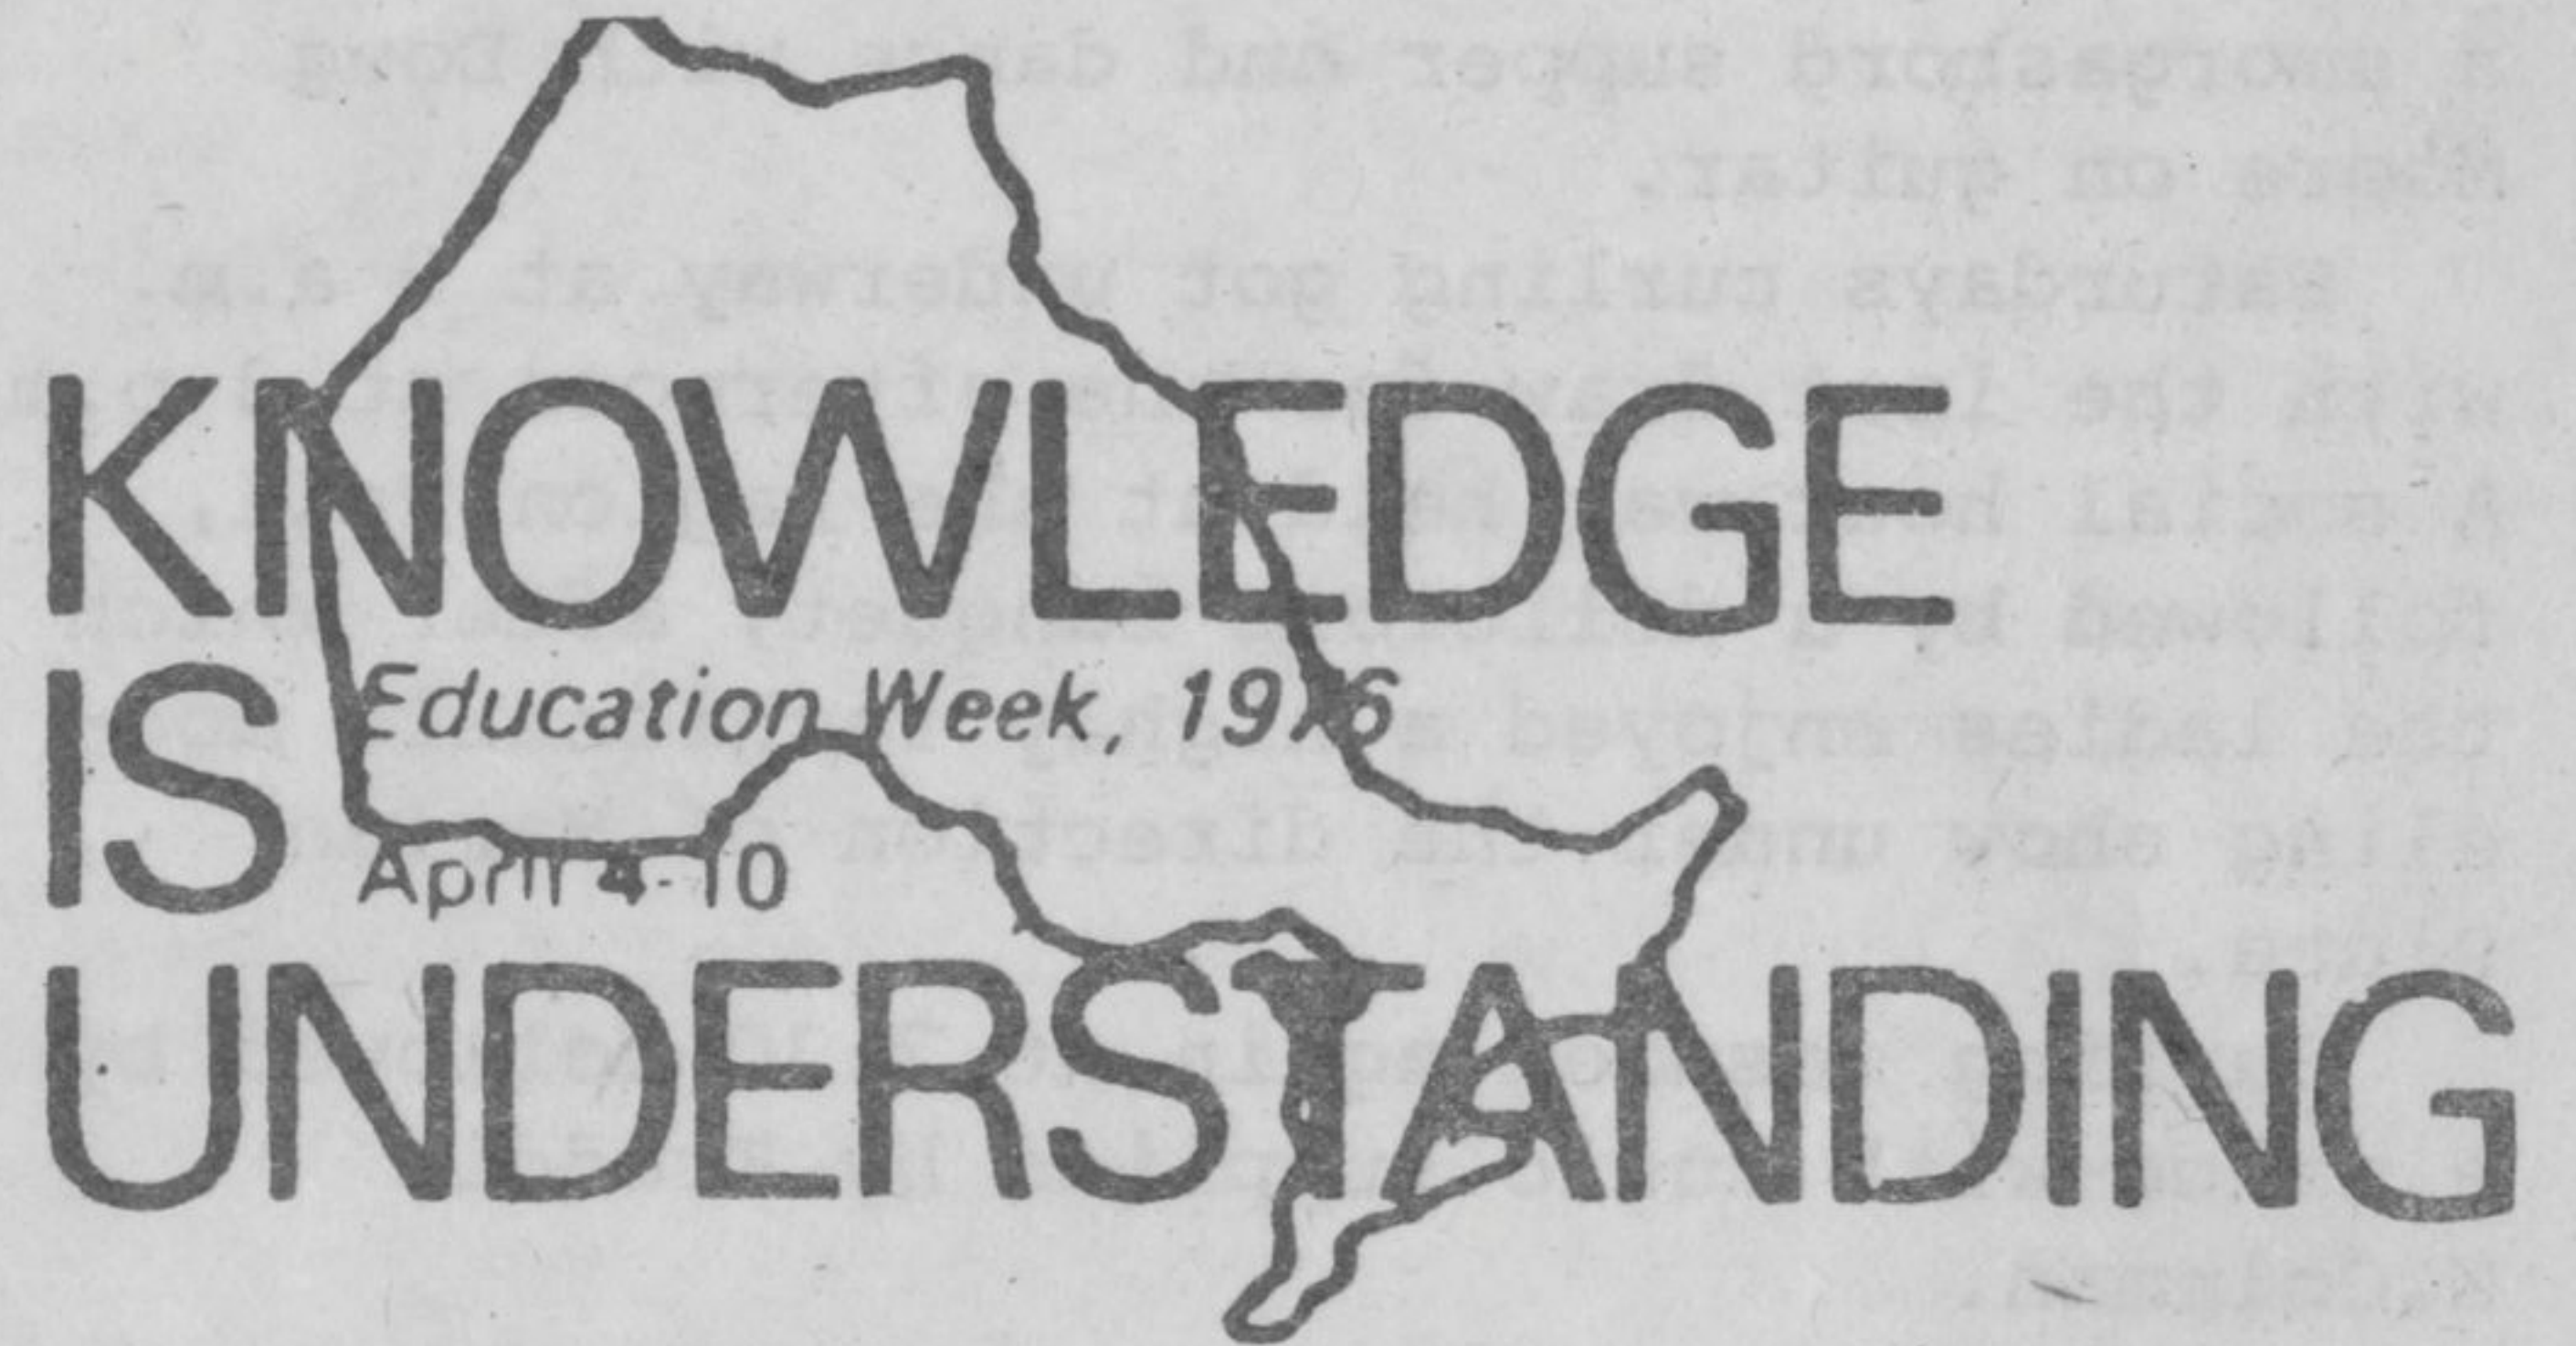 KNOWLEDGE
IS
Education Week, 1976
April 4-10
UNDERSTANDING